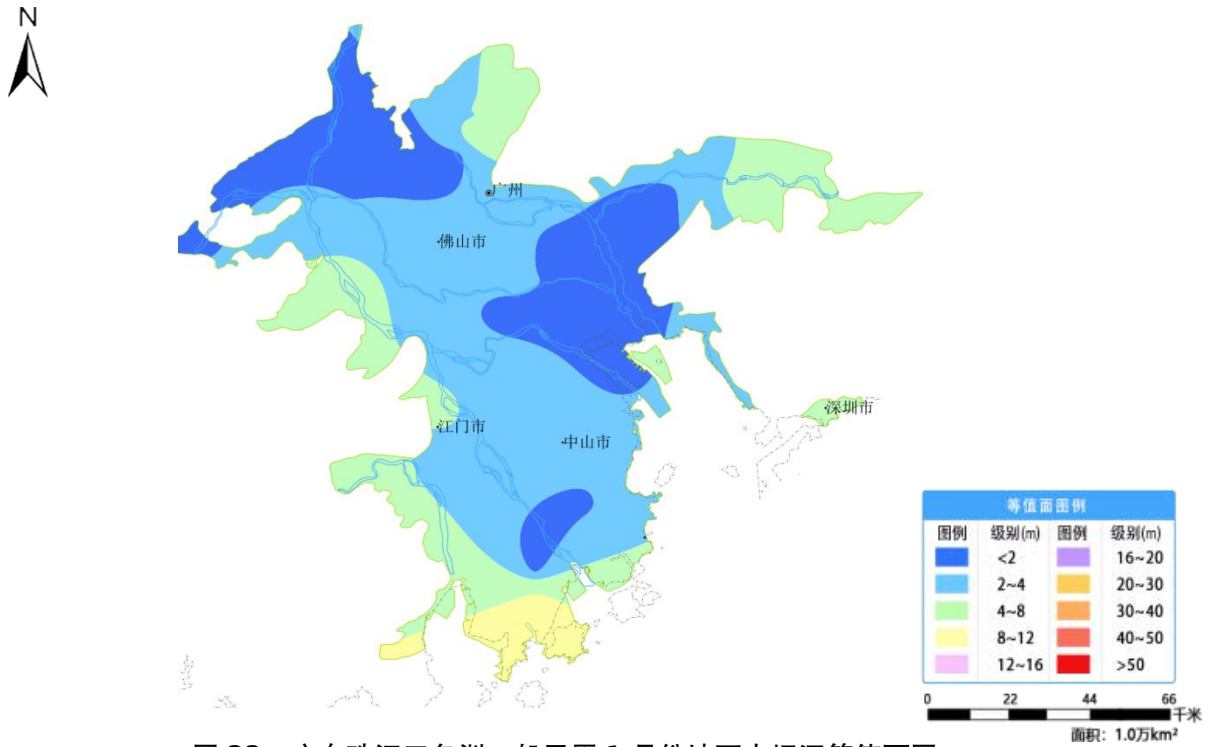 N
广州
佛山市
深圳市
江门市
中山市
等值面图例
图例 级别(m) 图例 级别(m)
<2 16~20
2~4 20~30
4~8 30~40
8~12 40~50
12~16 >50
0 22 44 66
千米
面积: 1.0万km²